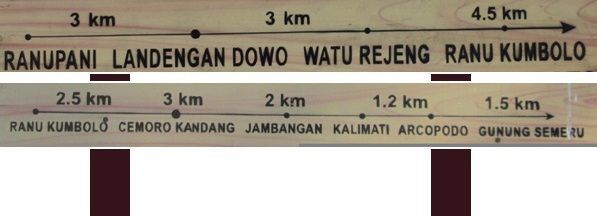 3 km 3 km 4.5 km
RANUPANI LANDENGAN DOWO WATU REJENG RANU KUMBOLO
2.5 km 3 km 2 km 1.2 km 1.5 km
RANU KUMBOLO CEMORO KANDANG JAMBANGAN KALIMATI ARCOPODO GUNUNG SEMERU